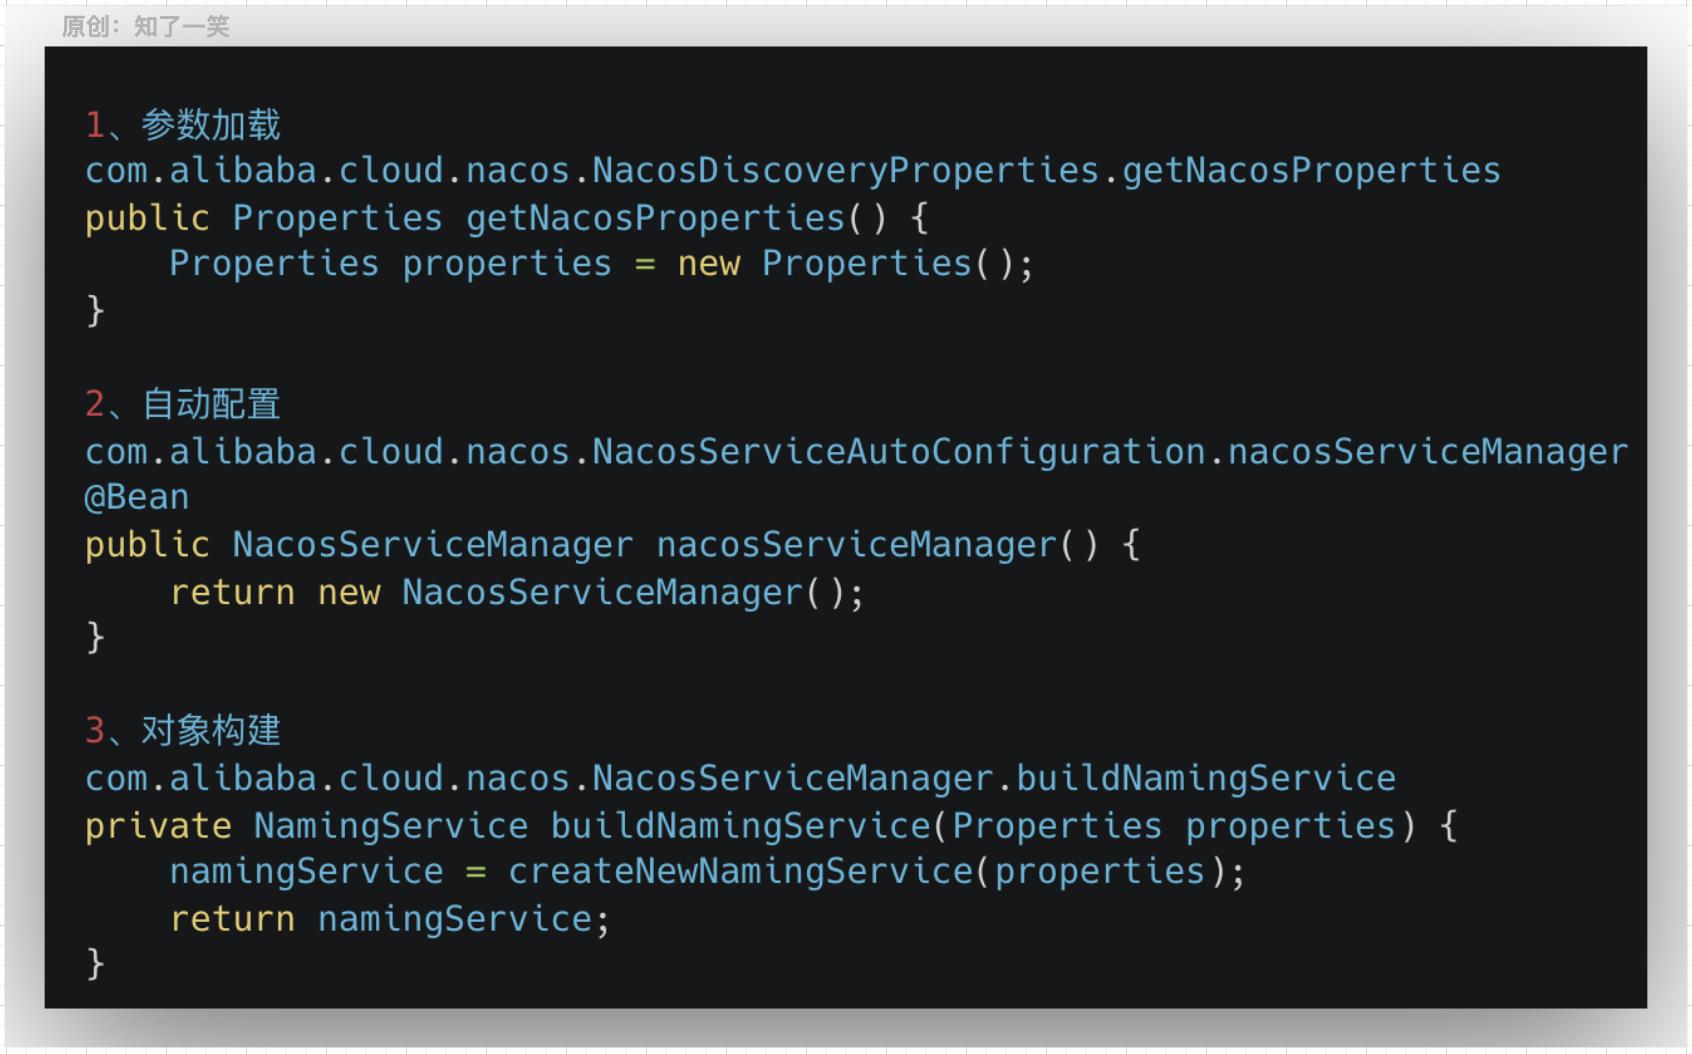 原创：知了一笑
1、参数加载
com.alibaba.cloud.nacos.NacosDiscoveryProperties.getNacosProperties
public Properties getNacosProperties() {
    Properties properties = new Properties();
}
2、自动配置
com.alibaba.cloud.nacos.NacosServiceAutoConfiguration.nacosServiceManager
@Bean
public NacosServiceManager nacosServiceManager() {
    return new NacosServiceManager();
}
3、对象构建
com.alibaba.cloud.nacos.NacosServiceManager.buildNamingService
private NamingService buildNamingService(Properties properties) {
    namingService = createNewNamingService(properties);
    return namingService;
}